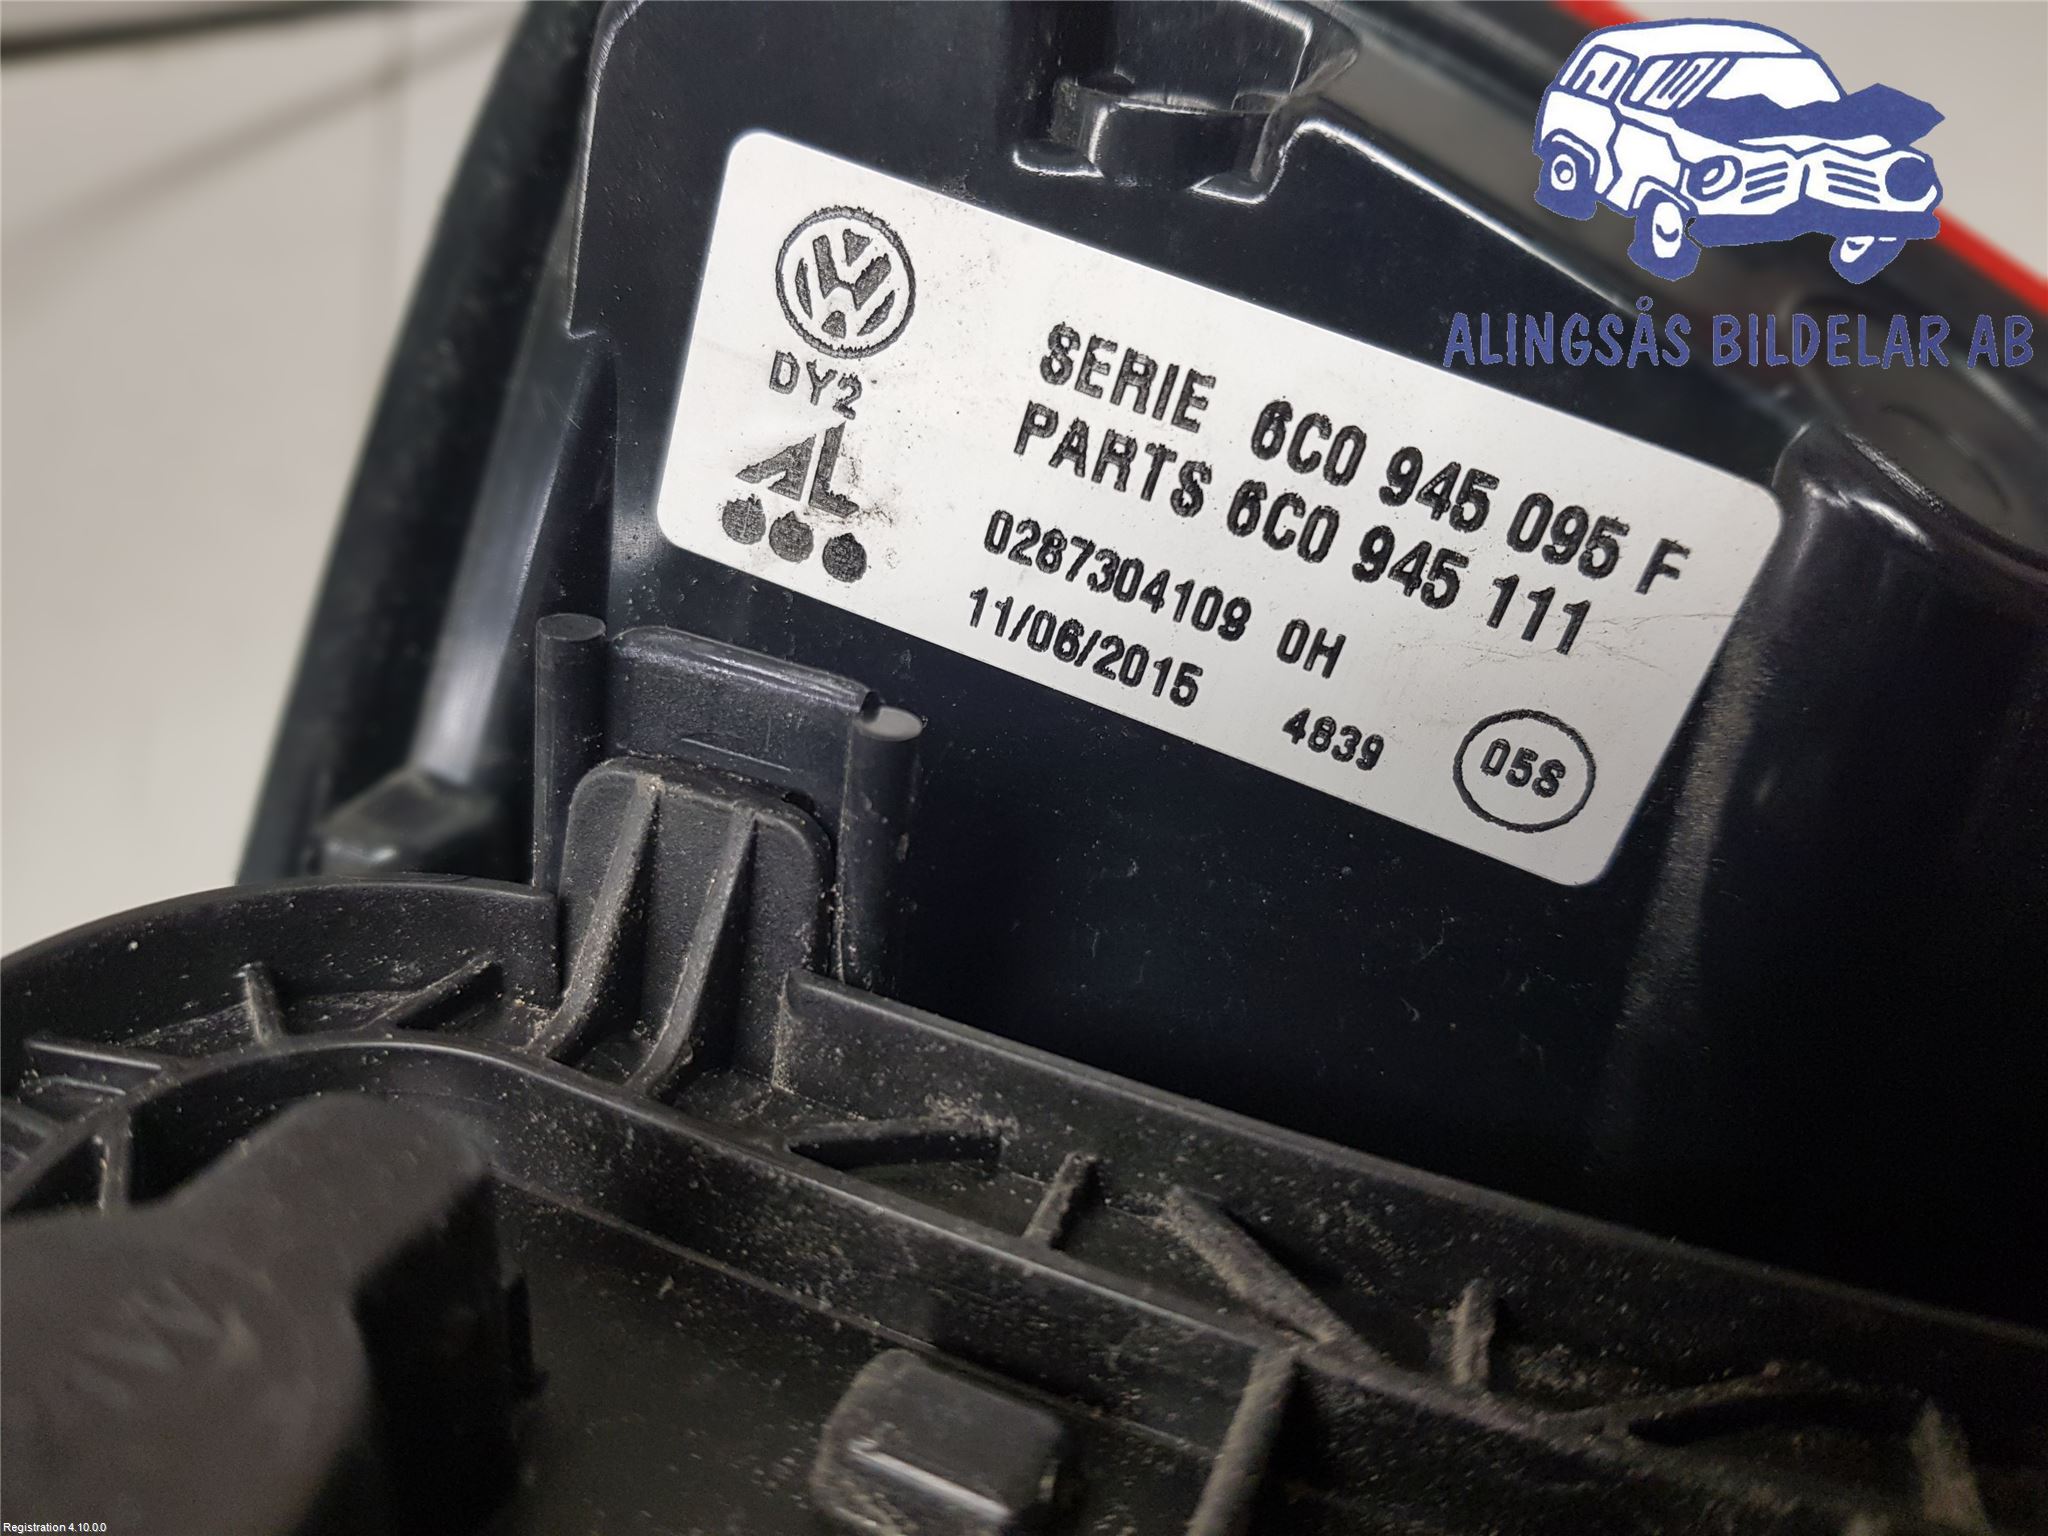 ALINGSÅS BILDELAR AB
DY2
AL
SERIE 6C0 945 095 F
PARTS 6C0 945 111
0287304109 0H
11/06/2015 4839
05S
Registration 4.10.0.0